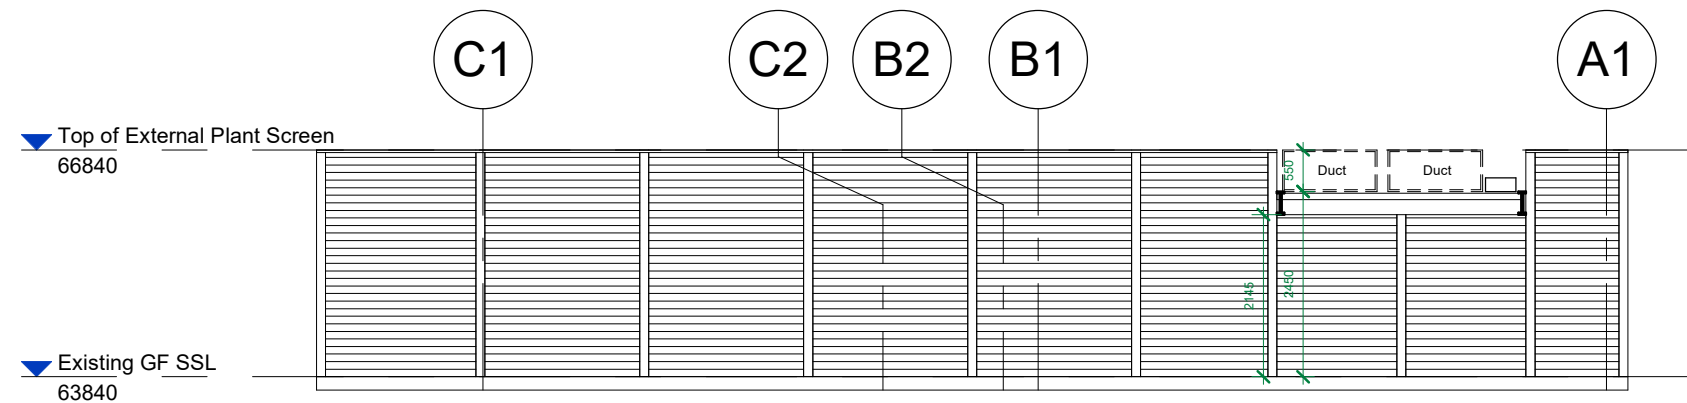 C1
C2
B2
B1
A1
Top of External Plant Screen
66840
550
Duct
Duct
2145
2450
Existing GF SSL
63840